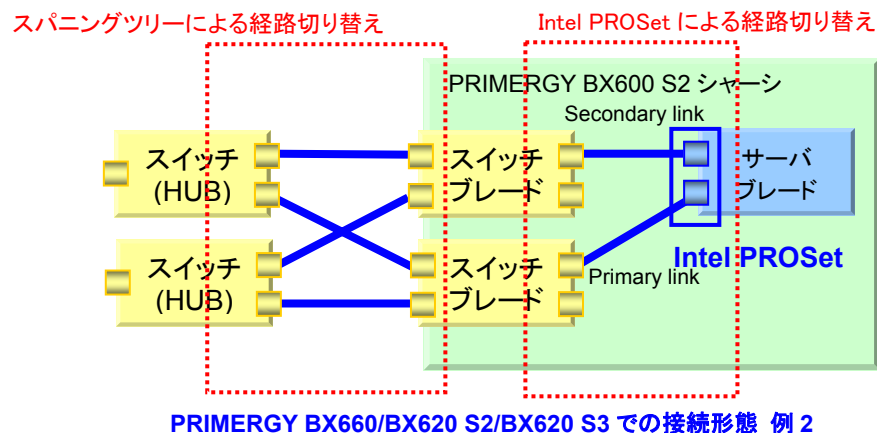 スパニングツリーによる経路切り替え
Intel PROSet による経路切り替え
PRIMERGY BX600 S2 シャーシ
Secondary link
スイッチ
(HUB)
スイッチ
ブレード
サーバ
ブレード
スイッチ
(HUB)
スイッチ
ブレード
Intel PROSet
Primary link
PRIMERGY BX660/BX620 S2/BX620 S3 での接続形態 例 2